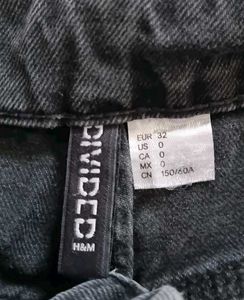 DIVIDED
H&M
EUR 32
US 0
CA 0
MX 0
CN 150/60A